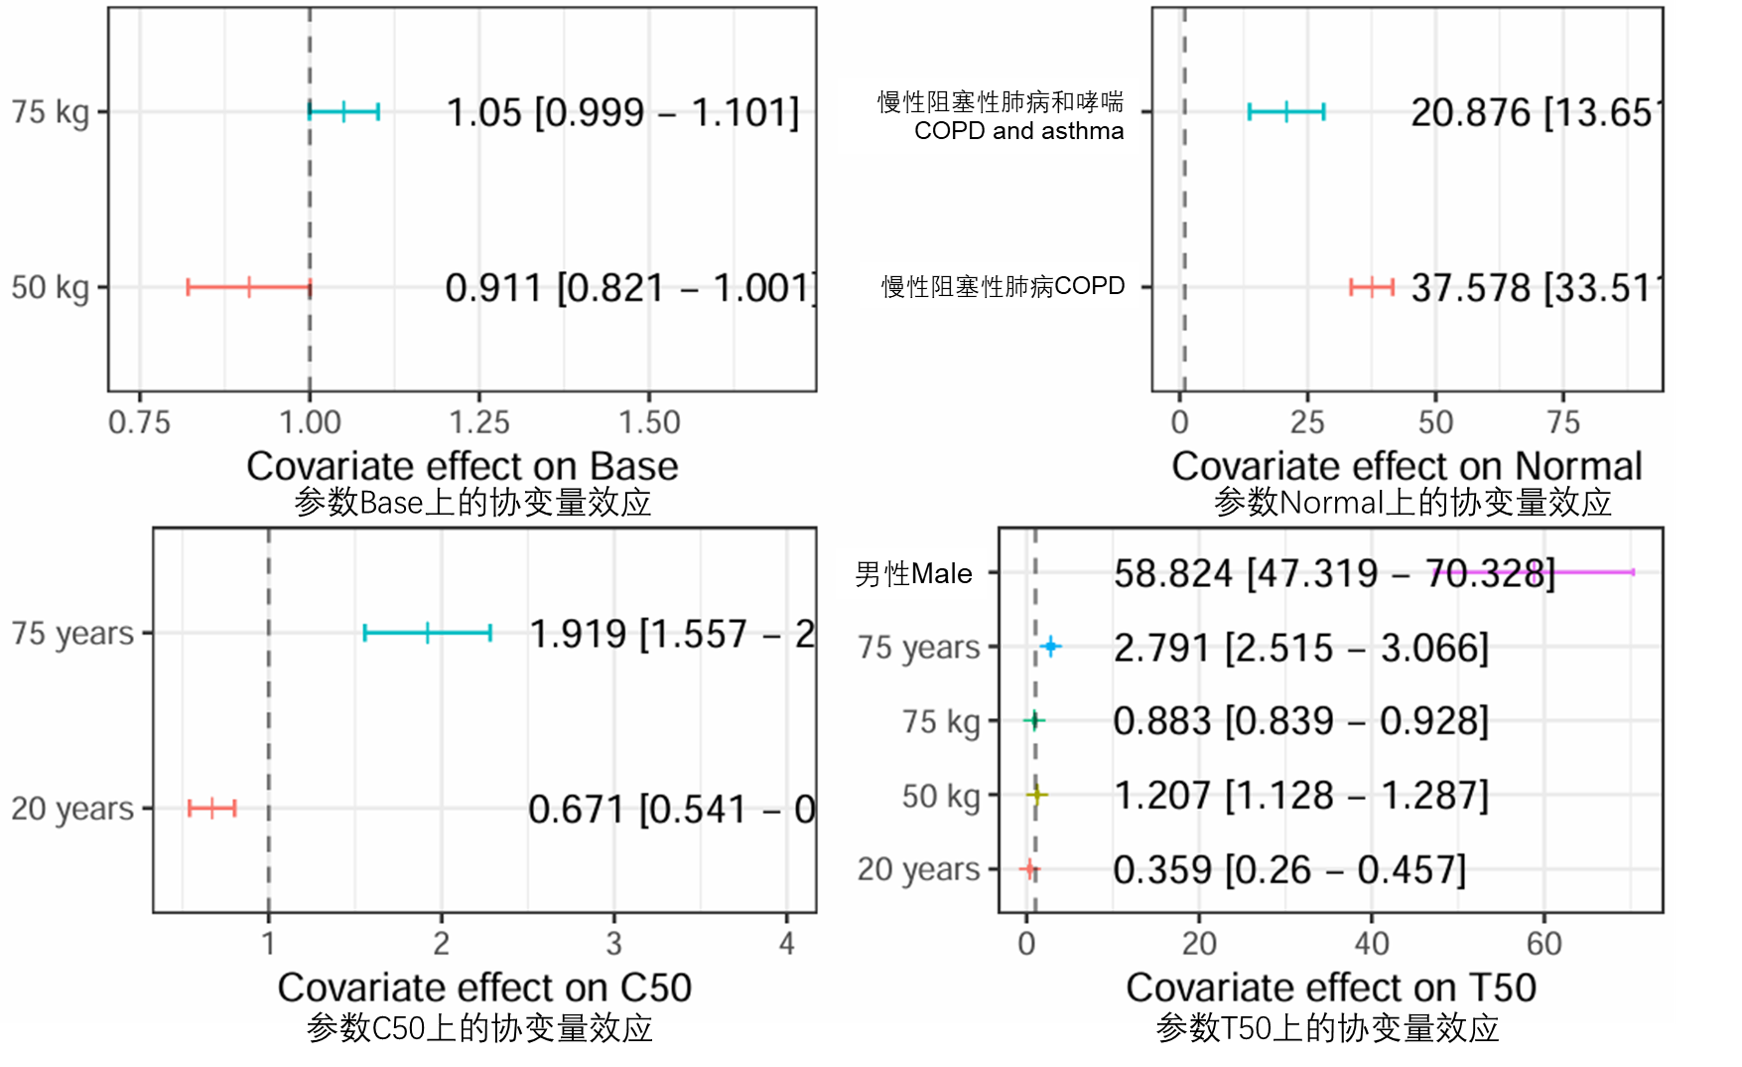 75 kg
1.05 [0.999 – 1.101]
50 kg
0.911 [0.821 – 1.001]
0.75 1.00 1.25 1.50
Covariate effect on Base
参数Base上的协变量效应
慢性阻塞性肺病和哮喘
COPD and asthma
20.876 [13.65
慢性阻塞性肺病COPD
37.578 [33.51
0 25 50 75
Covariate effect on Normal
参数Normal上的协变量效应
75 years
1.919 [1.557 – 2
20 years
0.671 [0.541 – 0
1 2 3 4
Covariate effect on C50
参数C50上的协变量效应
男性Male
58.824 [47.319 – 70.328]
75 years
2.791 [2.515 – 3.066]
75 kg
0.883 [0.839 – 0.928]
50 kg
1.207 [1.128 – 1.287]
20 years
0.359 [0.26 – 0.457]
0 20 40 60
Covariate effect on T50
参数T50上的协变量效应